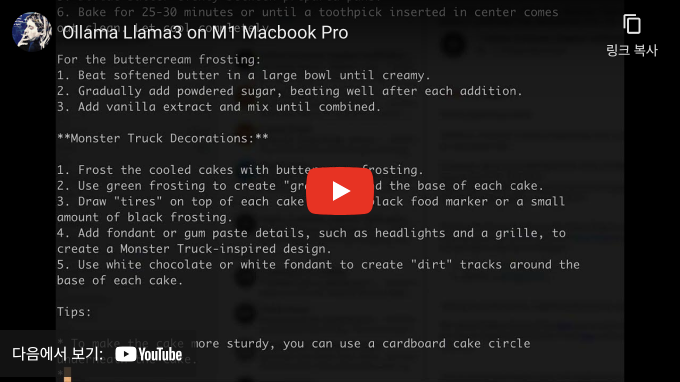 6. Bake for 25-30 minutes or until a toothpick inserted in center comes
Ollama Llama3 on M1 Macbook Pro
링크 복사
For the buttercream frosting:
1. Beat softened butter in a large bowl until creamy.
2. Gradually add powdered sugar, beating well after each addition.
3. Add vanilla extract and mix until combined.
**Monster Truck Decorations:**
1. Frost the cooled cakes with frosting.
2. Use green frosting to create the base of each cake.
3. Draw "tires" on top of each cake black food marker or a small
amount of black frosting.
4. Add fondant or gum paste details, such as headlights and a grille, to
create a Monster Truck-inspired design.
5. Use white chocolate or white fondant to create "dirt" tracks around the
base of each cake.
Tips:
* To make the cake more sturdy, you can use a cardboard cake circle
다음에서 보기: YouTube